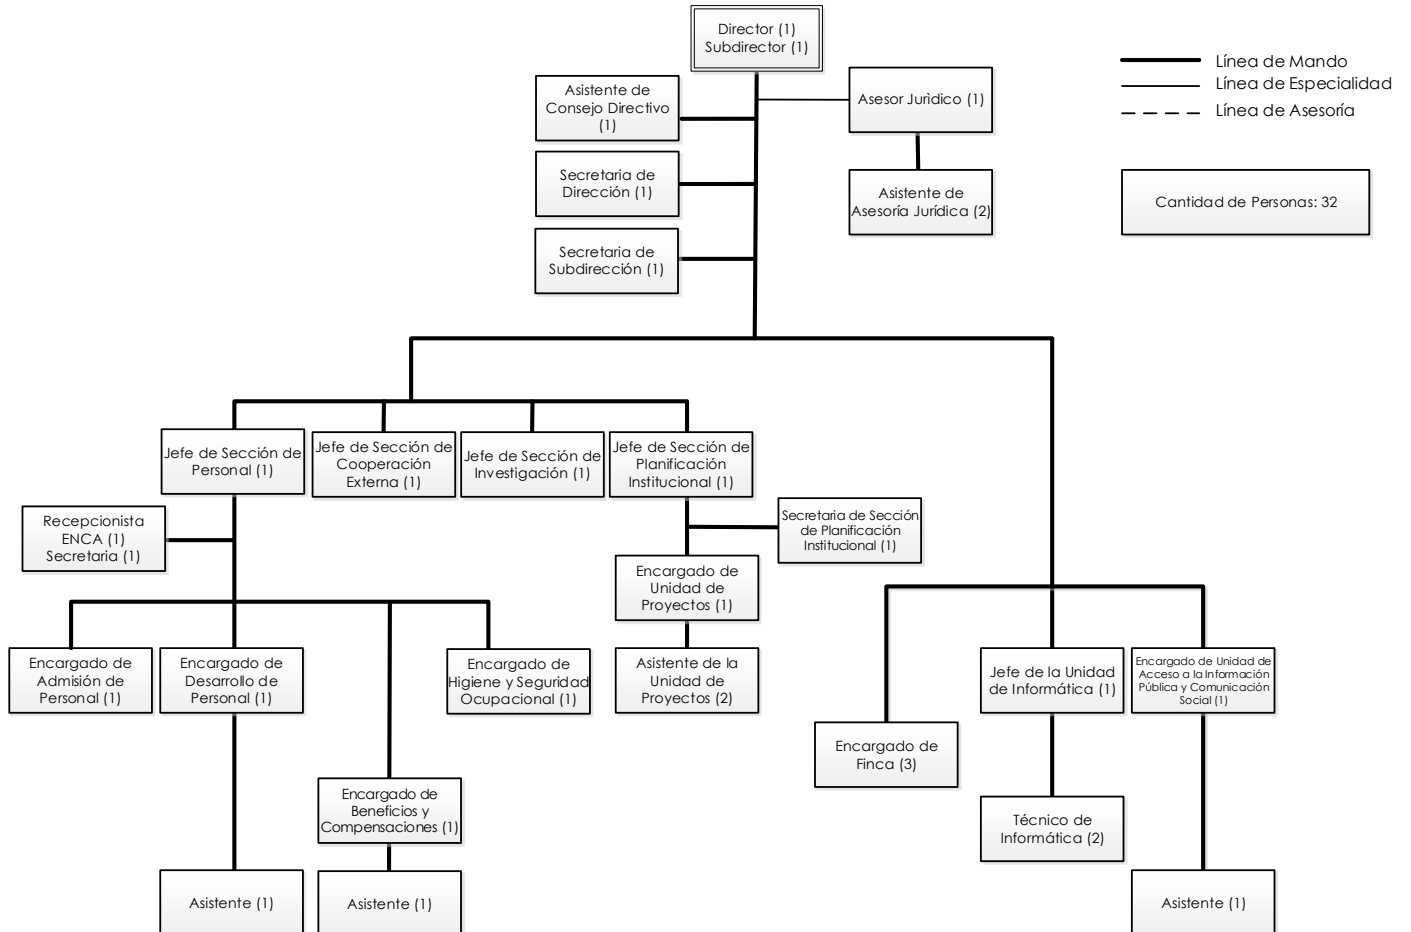 Director (1)
Subdirector (1)
Línea de Mando
Línea de Especialidad
Línea de Asesoría
Asistente de
Consejo Directivo
(1)
Asesor Jurìdico (1)
Secretaria de
Dirección (1)
Asistente de
Asesoría Jurídica (2)
Cantidad de Personas: 32
Secretaria de
Subdirección (1)
Jefe de Sección de
Personal (1)
Jefe de Sección de
Cooperación
Externa (1)
Jefe de Sección de
Investigación (1)
Jefe de Sección de
Planificación
Institucional (1)
Recepcionista
ENCA (1)
Secretaria (1)
Secretaria de Sección
de Planificación
Institucional (1)
Encargado de
Unidad de
Proyectos (1)
Encargado de
Admisión de
Personal (1)
Encargado de
Desarrollo de
Personal (1)
Encargado de
Higiene y Seguridad
Ocupacional (1)
Asistente de la
Unidad de
Proyectos (2)
Jefe de la Unidad
de Informática (1)
Encargado de Unidad de
Acceso a la Información
Pública y Comunicación
Social (1)
Encargado de
Finca (3)
Encargado de
Beneficios y
Compensaciones (1)
Técnico de
Informática (2)
Asistente (1)
Asistente (1)
Asistente (1)